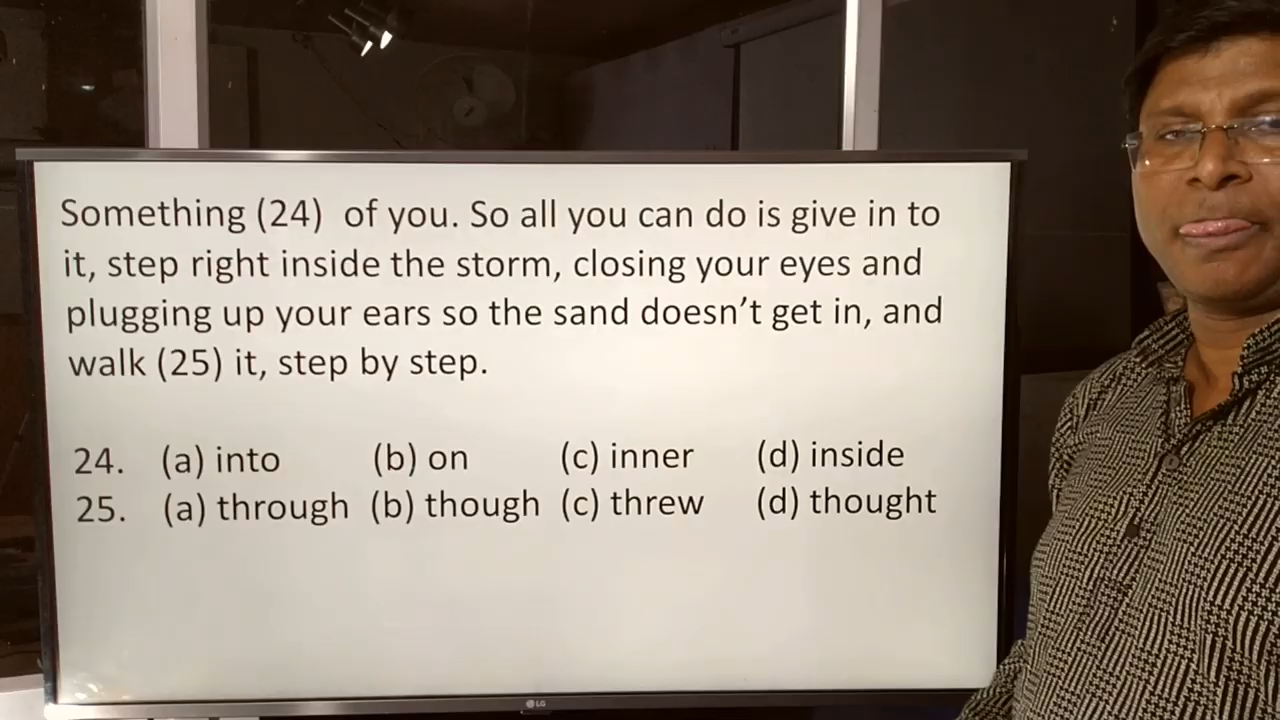 Something (24) of you. So all you can do is give in to
it, step right inside the storm, closing your eyes and
plugging up your ears so the sand doesn’t get in, and
walk (25) it, step by step.
24. (a) into (b) on (c) inner (d) inside
25. (a) through (b) though (c) threw (d) thought
LG